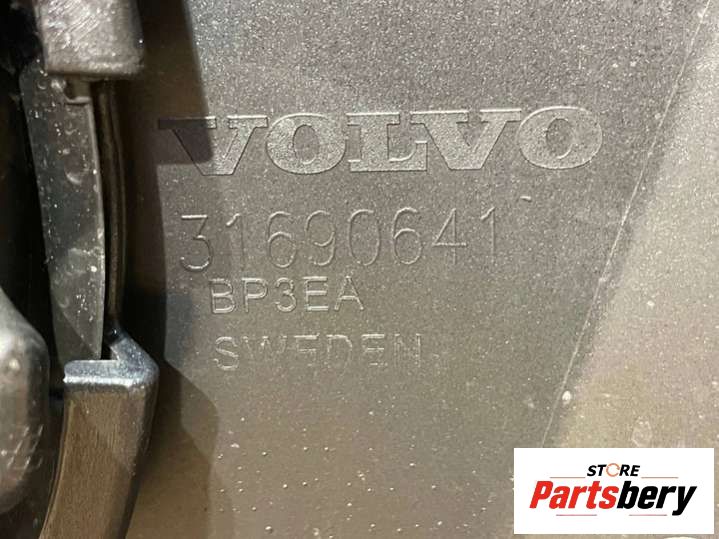 VOLVO
31690641
BP3EA
SWEDEN
STORE
Partsbery